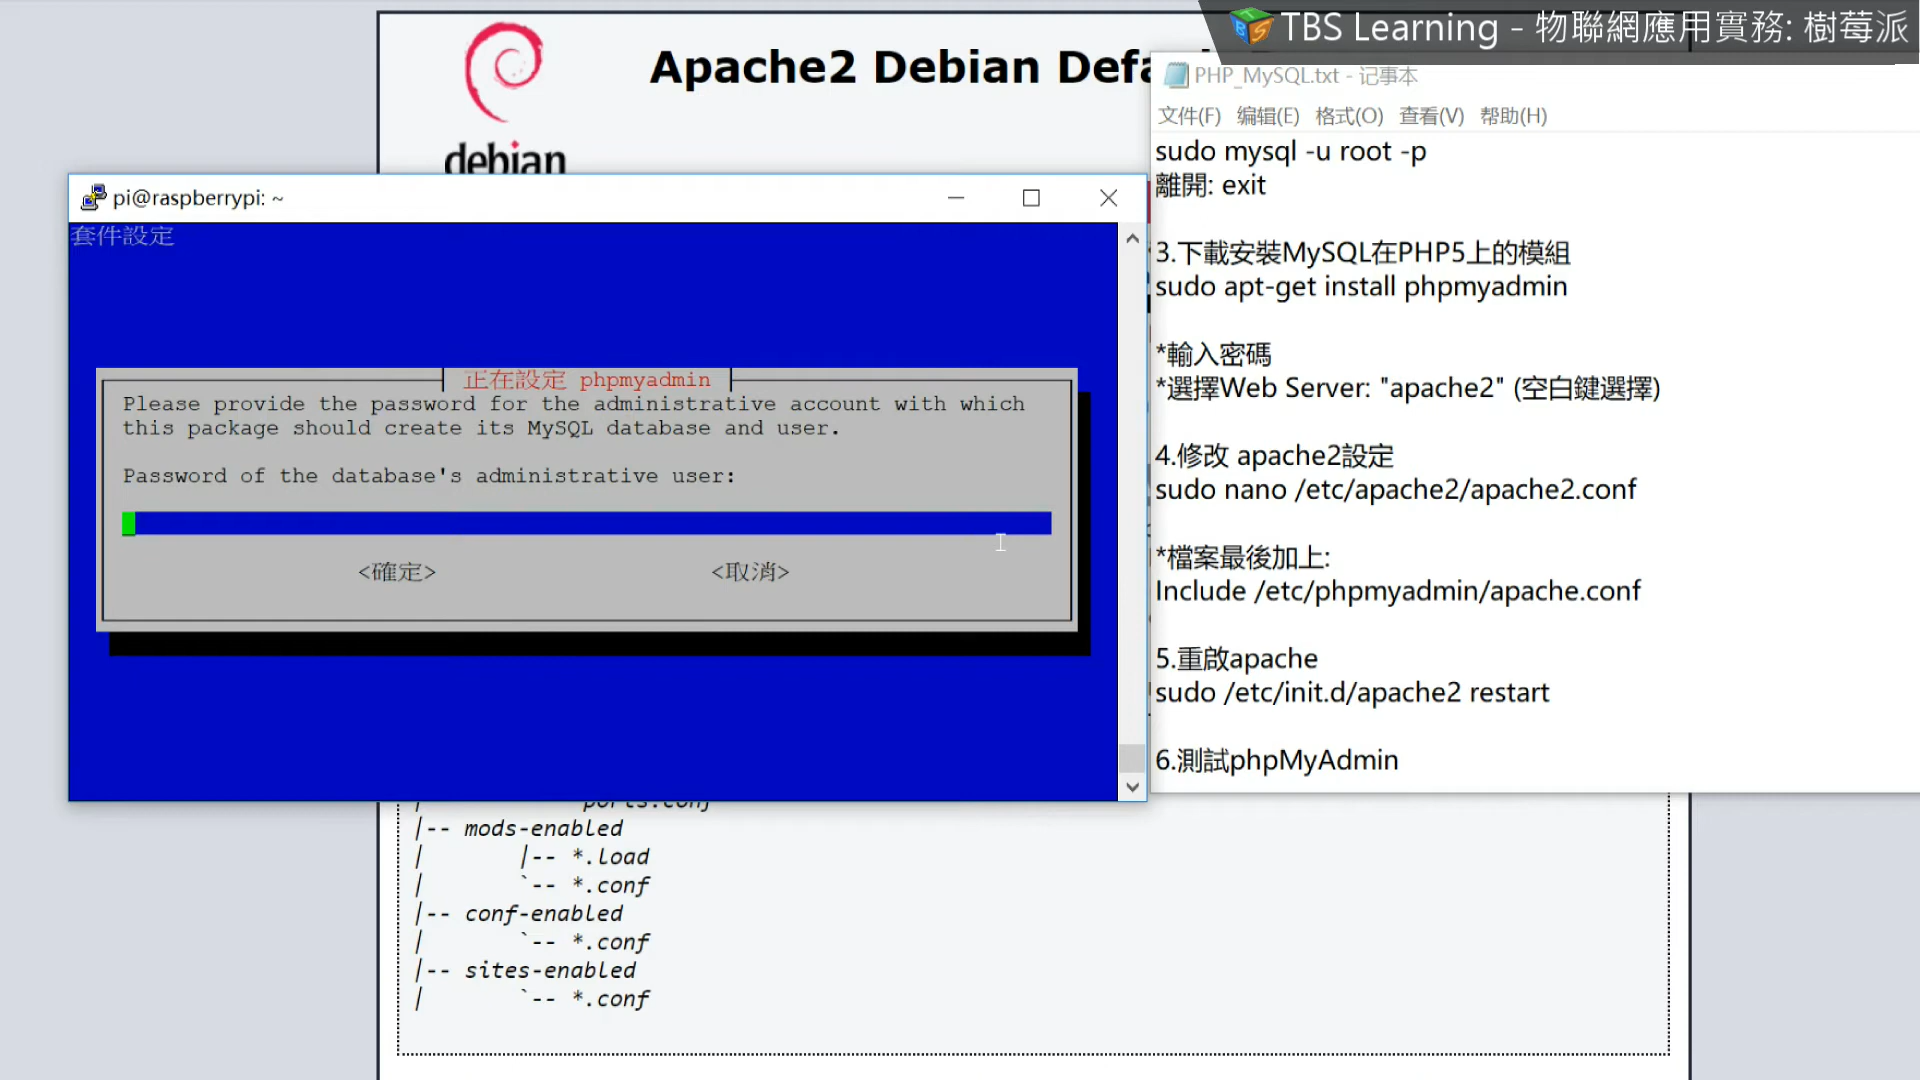 TBS Learning - 物聯網應用實務: 樹莓派
Apache2 Debian
debian
PHP_MySQL.txt - 记事本
文件(F) 编辑(E) 格式(O) 查看(V) 帮助(H)
sudo mysql -u root -p
離開: exit
3.下載安裝MySQL在PHP5上的模組
sudo apt-get install phpmyadmin
*輸入密碼
*選擇Web Server: "apache2" (空白鍵選擇)
4.修改 apache2設定
sudo nano /etc/apache2/apache2.conf
*檔案最後加上:
Include /etc/phpmyadmin/apache.conf
5.重啟apache
sudo /etc/init.d/apache2 restart
6.測試phpMyAdmin
pi@raspberrypi: ~
套件設定
正在設定 phpmyadmin
Please provide the password for the administrative account with which
this package should create its MySQL database and user.
Password of the database's administrative user:
<確定> <取消>
ports.conf
|-- mods-enabled
|       |-- *.load
|       `-- *.conf
|-- conf-enabled
|       `-- *.conf
|-- sites-enabled
|       `-- *.conf